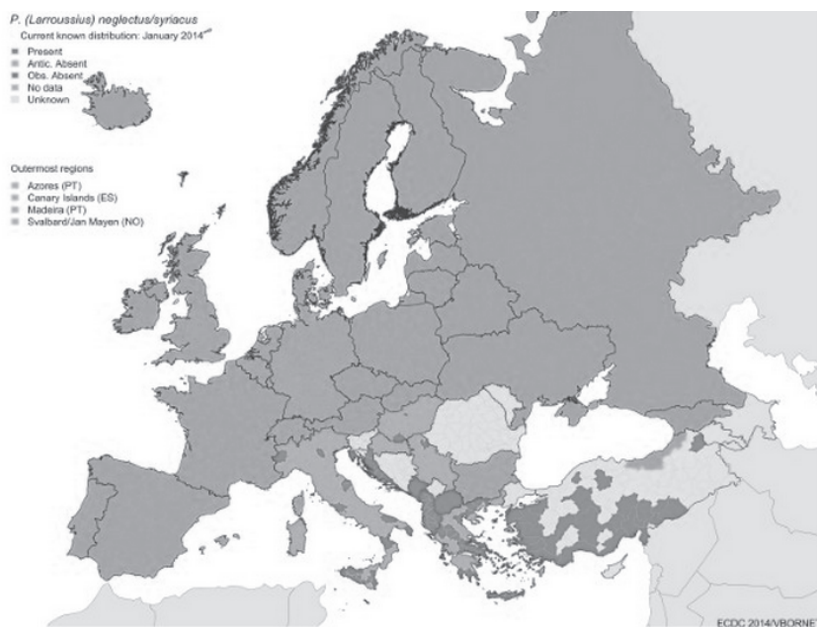 P. (Larroussius) neglectus/syriacus
Current known distribution: January 2014
Present
Antic. Absent
Obs. Absent
No data
Unknown
Outermost regions
Azores (PT)
Canary Islands (ES)
Madeira (PT)
Svalbard/Jan Mayen (NO)
ECDC 2014/VBORNET